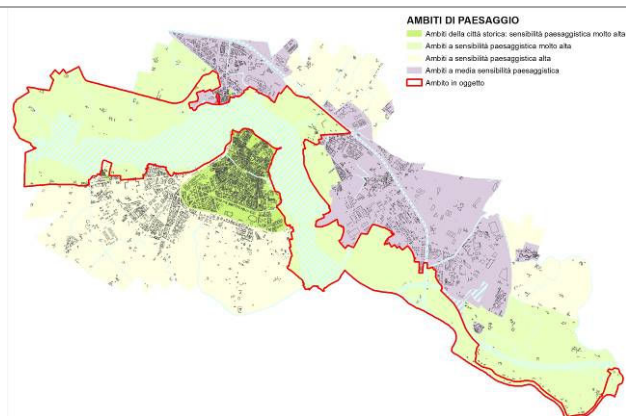 AMBITI DI PAESAGGIO
Ambiti della città storica: sensibilità paesaggistica molto alta
Ambiti a sensibilità paesaggistica molto alta
Ambiti a sensibilità paesaggistica alta
Ambiti a media sensibilità paesaggistica
Ambito in oggetto